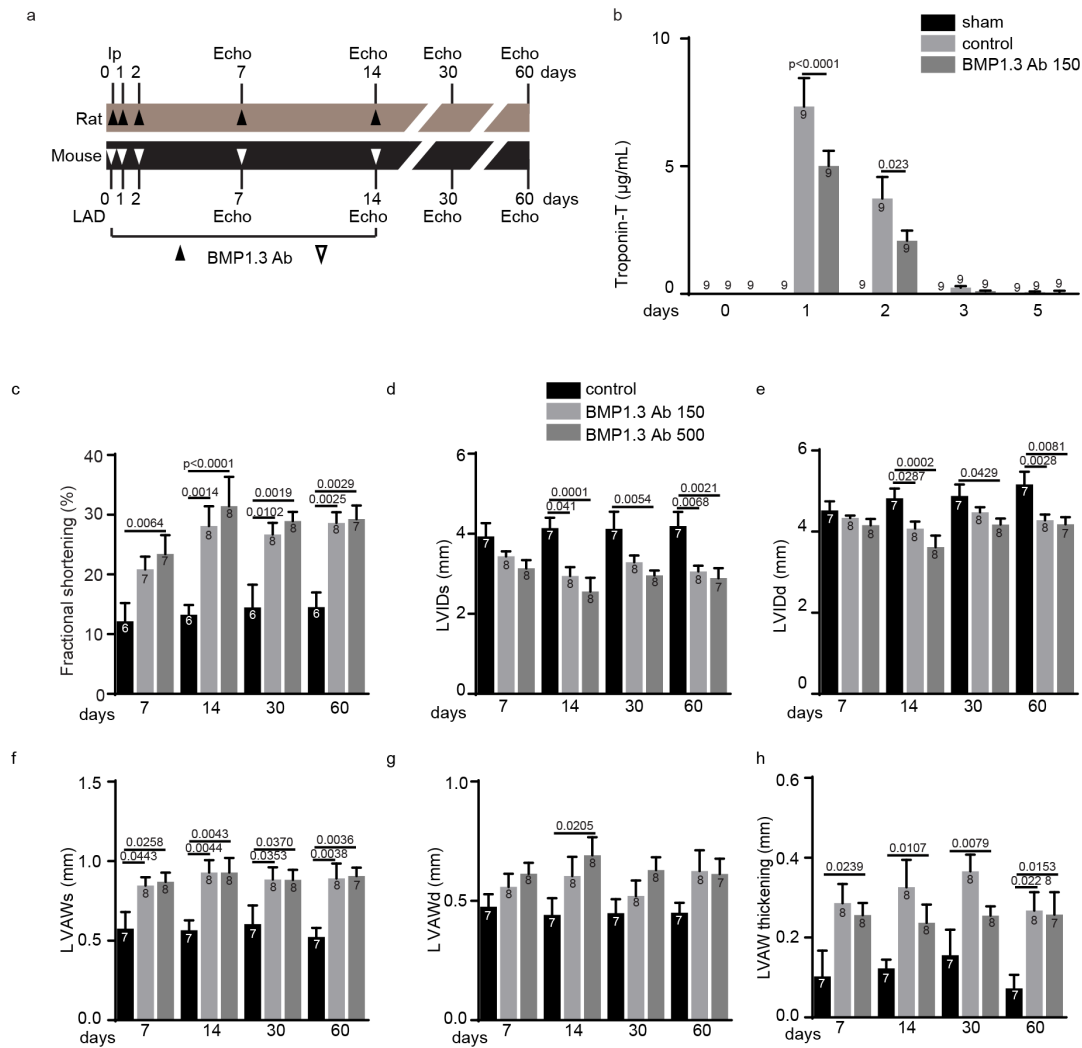 a
Ip Echo Echo Echo Echo
0 1 2 7 14 30 60 days
Rat
Mouse
0 1 2 7 14 30 60 days
LAD Echo Echo Echo Echo
BMP1.3 Ab
b
sham
control
BMP1.3 Ab 150
10
p<0.0001
9
9
0.023
Troponin-T (µg/mL)
5
9
9
0
9 9 9 9 9 9 9 9 9 9 9
days 0 1 2 3 5
c
40
p<0.0001
0.0014
0.0019
0.0102
0.0029
0.0025
0.0064
Fractional shortening (%)
30
20
10
0
6 7 7 6 8 8 6 8 8 6 8 8
days 7 14 30 60
d
control
BMP1.3 Ab 150
BMP1.3 Ab 500
6
0.0001
0.041
0.0054
0.0021
0.0068
LVIDs (mm)
4
2
0
7 8 8 7 8 8 7 8 8 7 8 7
days 7 14 30 60
e
6
0.0002
0.0287
0.0429
0.0081
0.0028
LVIDd (mm)
4
2
0
7 8 8 7 8 8 7 8 8 7 8 7
days 7 14 30 60
f
1.5
0.0258
0.0443
0.0043
0.0044
0.0370
0.0353
0.0036
0.0038
LVAWs (mm)
1.0
0.5
0.0
7 8 8 7 8 8 7 8 8 7 8 7
days 7 14 30 60
g
1.0
0.0205
L VAWd (mm)
0.5
0.0
7 8 8 7 8 8 7 8 8 7 8 7
days 7 14 30 60
h
0.6
0.0239
0.0107
0.0079
0.0153
0.022 8
LVAW thickening (mm)
0.4
0.2
0.0
7 8 8 7 8 8 7 8 8 7 8 7
days 7 14 30 60